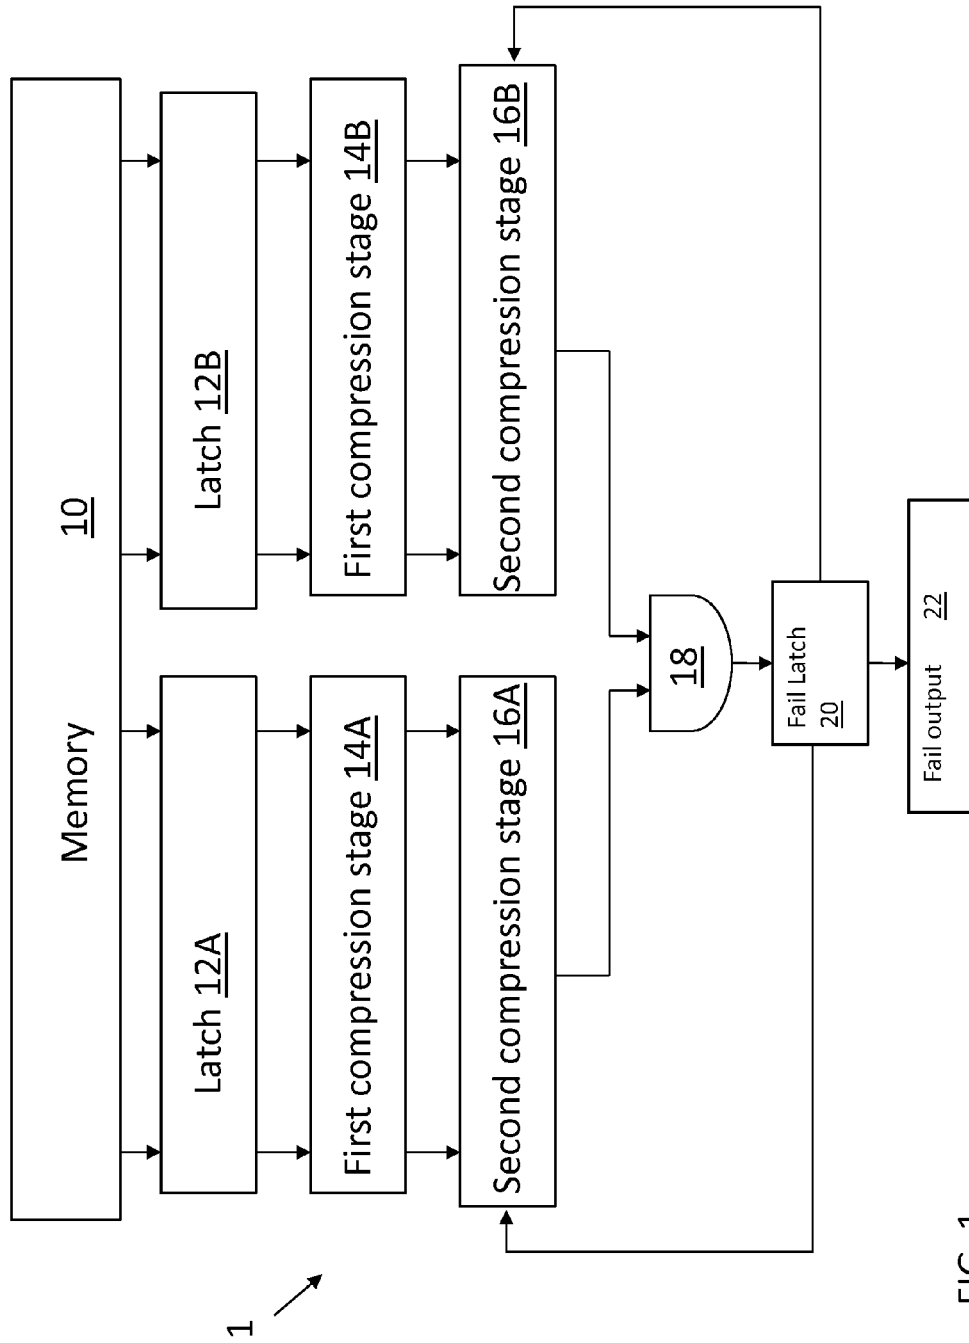 Memory 10
Latch 12A
Latch 12B
First compression stage 14A
First compression stage 14B
Second compression stage 16A
Second compression stage 16B
18
Fail Latch
20
Fail output 22
1
FIG. 1